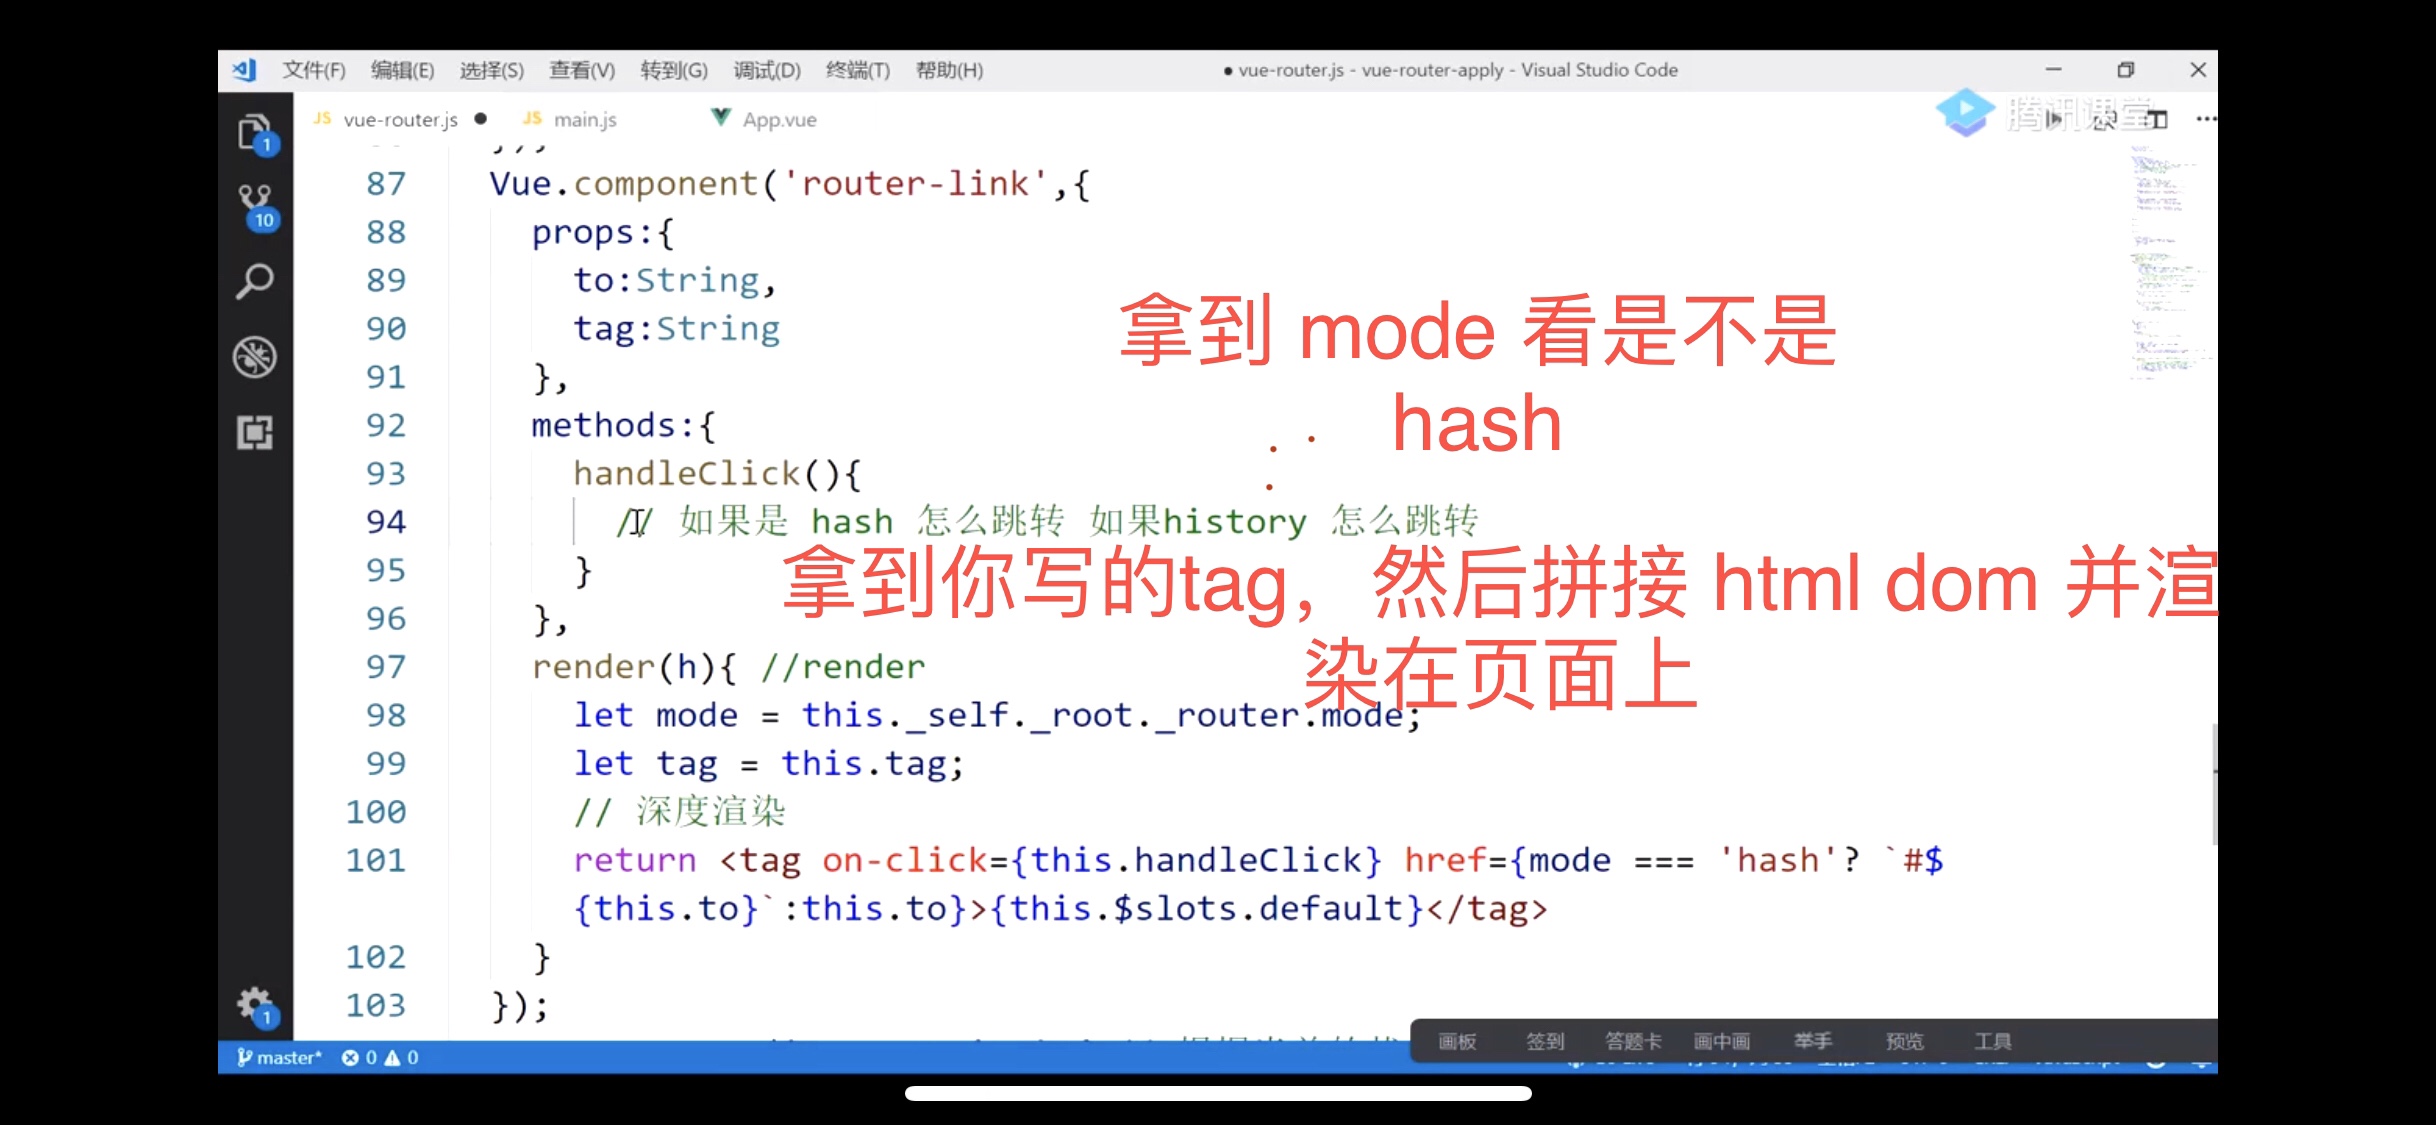 文件(F) 编辑(E) 选择(S) 查看(V) 转到(G) 调试(D) 终端(T) 帮助(H) ● vue-router.js - vue-router-apply - Visual Studio Code
JS vue-router.js ● JS main.js App.vue
腾讯课堂
87 Vue.component('router-link',{
88 props:{
89 to:String,
90 tag:String
91 },
92 methods:{
93 handleClick(){
94 // 如果是 hash 怎么跳转 如果history 怎么跳转
95 }
96 },
97 render(h){ //render
98 let mode = this._self._root._router.mode;
99 let tag = this.tag;
100 // 深度渲染
101 return <tag on-click={this.handleClick} href={mode === 'hash'? `#$
{this.to}`:this.to}>{this.$slots.default}</tag>
102 }
103 });
拿到 mode 看是不是
hash
拿到你写的tag，然后拼接 html dom 并渲
染在页面上
1
10
1
画板 签到 答题卡 画中画 举手 预览 工具
master* 0 0